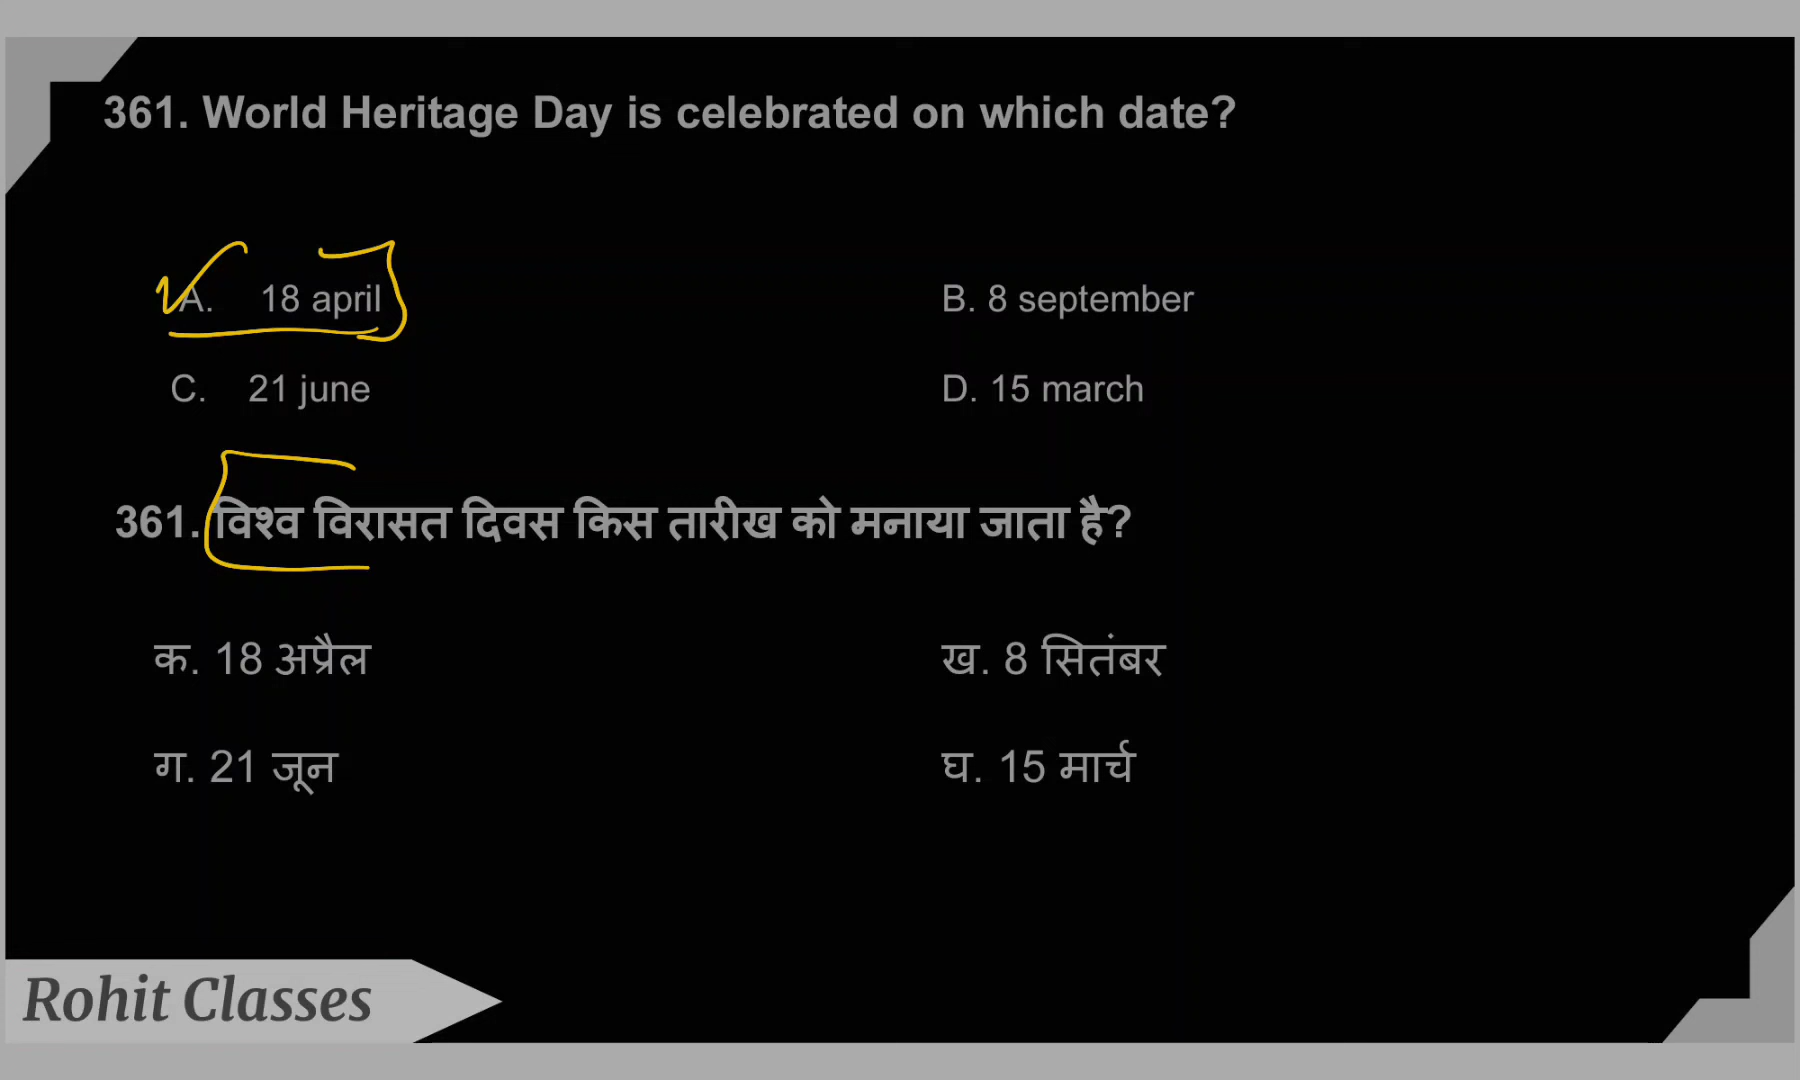 361. World Heritage Day is celebrated on which date?
A. 18 april
B. 8 september
C. 21 june
D. 15 march
361. विश्व विरासत दिवस किस तारीख को मनाया जाता है?
क. 18 अप्रैल
ख. 8 सितंबर
ग. 21 जून
घ. 15 मार्च
Rohit Classes